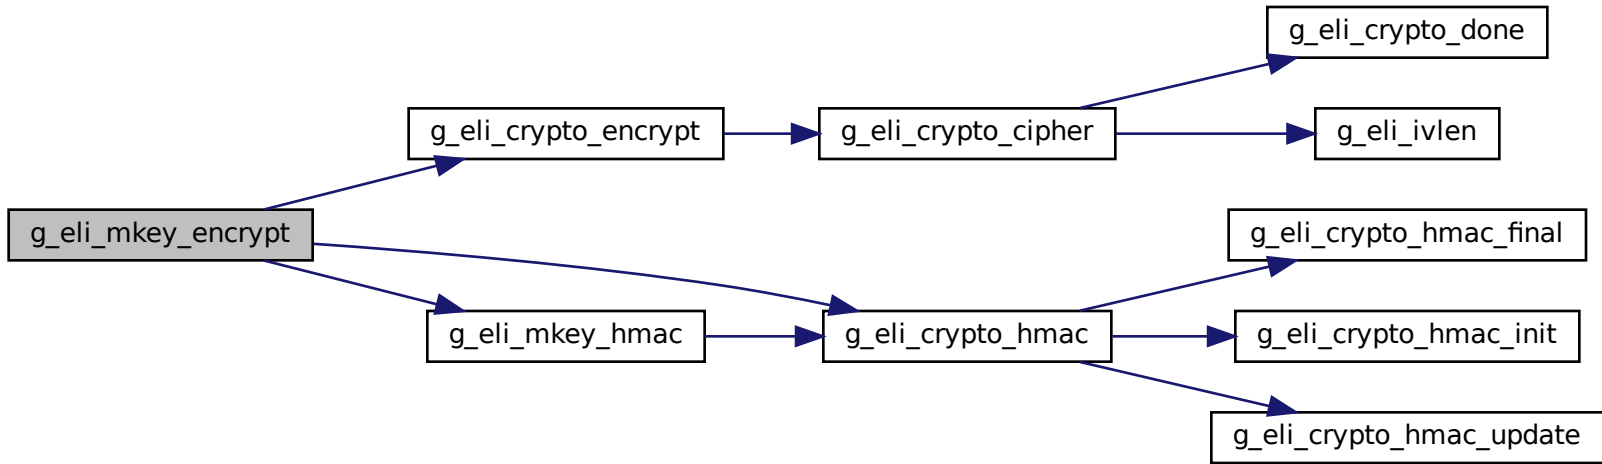 g_eli_crypto_done
g_eli_crypto_encrypt
g_eli_crypto_cipher
g_eli_ivlen
g_eli_mkey_encrypt
g_eli_crypto_hmac_final
g_eli_mkey_hmac
g_eli_crypto_hmac
g_eli_crypto_hmac_init
g_eli_crypto_hmac_update